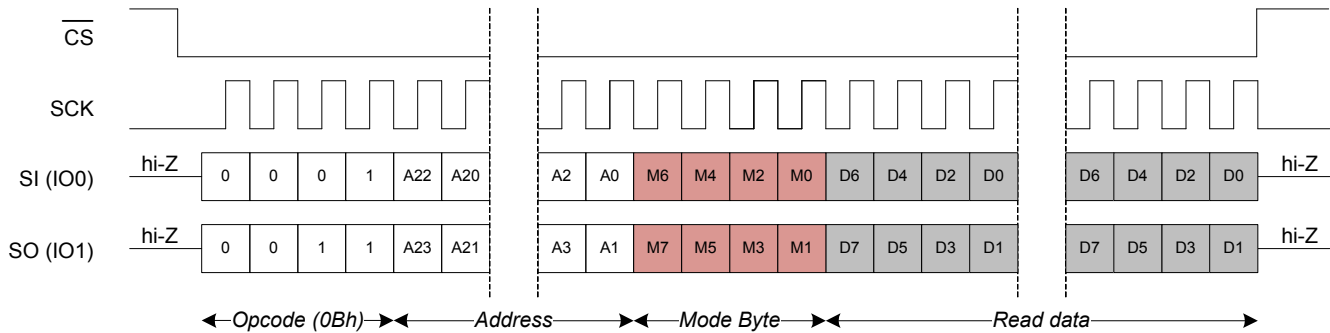 CS
SCK
hi-Z
SI (IO0) 0 0 0 1 A22 A20 A2 A0 M6 M4 M2 M0 D6 D4 D2 D0 D6 D4 D2 D0 hi-Z
hi-Z
SO (IO1) 0 0 1 1 A23 A21 A3 A1 M7 M5 M3 M1 D7 D5 D3 D1 D7 D5 D3 D1 hi-Z
Opcode (0Bh) Address Mode Byte Read data